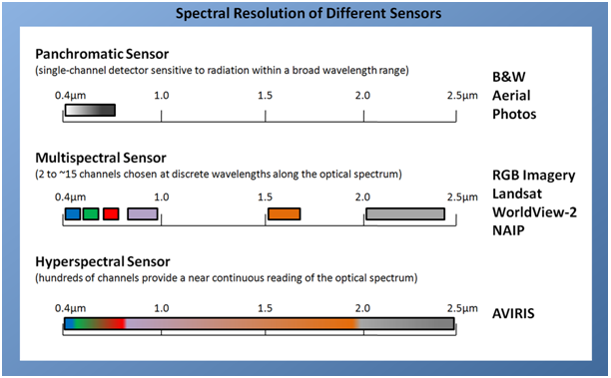 Spectral Resolution of Different Sensors
Panchromatic Sensor
(single-channel detector sensitive to radiation within a broad wavelength range)
0.4µm 1.0 1.5 2.0 2.5µm
B&W
Aerial
Photos
Multispectral Sensor
(2 to ~15 channels chosen at discrete wavelengths along the optical spectrum)
0.4µm 1.0 1.5 2.0 2.5µm
RGB Imagery
Landsat
WorldView-2
NAIP
Hyperspectral Sensor
(hundreds of channels provide a near continuous reading of the optical spectrum)
0.4µm 1.0 1.5 2.0 2.5µm
AVIRIS